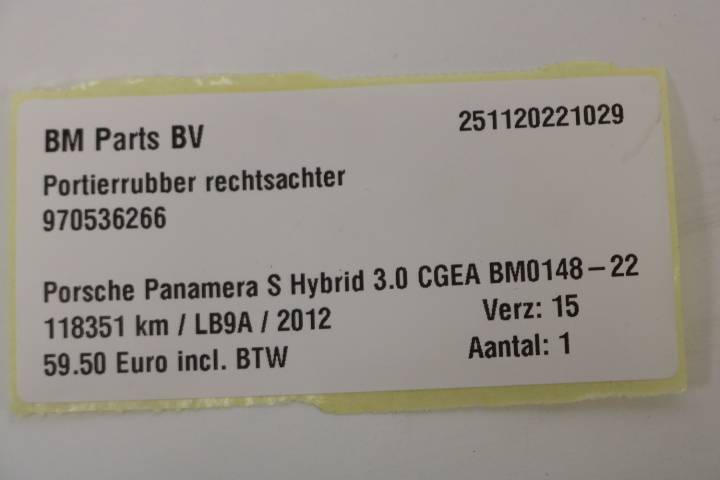 BM Parts BV 251120221029
Portierrubber rechtsachter
970536266
Porsche Panamera S Hybrid 3.0 CGEA BM0148-22
118351 km / LB9A / 2012 Verz: 15
59.50 Euro incl. BTW Aantal: 1